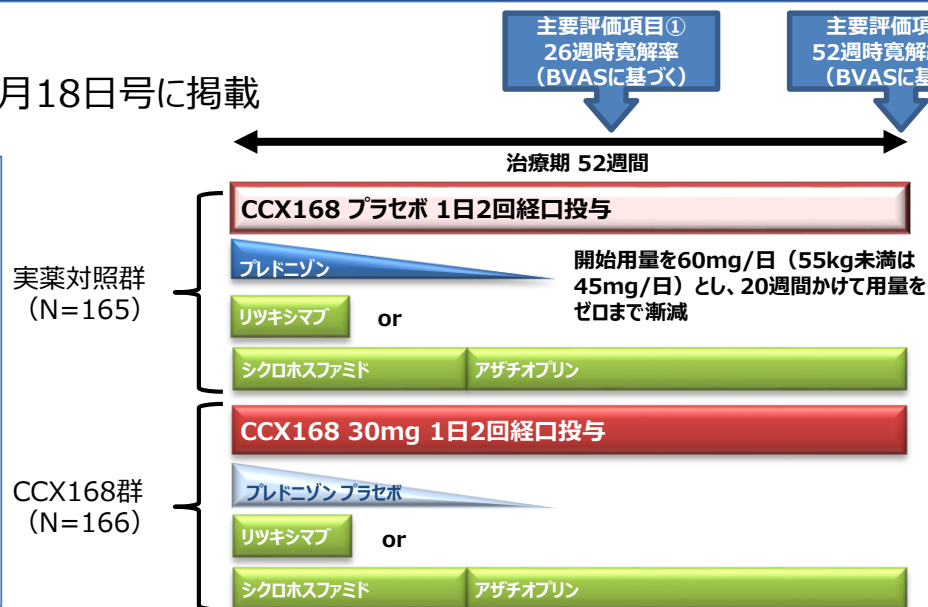 主要評価項目①
26週時寛解率
（BVASに基づく）
主要評価項
52週時寛解
（BVASに基
月18日号に掲載
治療期 52週間
CCX168 プラセボ 1日2回経口投与
実薬対照群
（N=165）
プレドニゾン
開始用量を60mg/日（55kg未満は
45mg/日）とし、20週間かけて用量を
ゼロまで漸減
リツキシマブ or
シクロホスファミド アザチオプリン
CCX168 30mg 1日2回経口投与
CCX168群
（N=166）
プレドニゾン プラセボ
リツキシマブ or
シクロホスファミド アザチオプリン